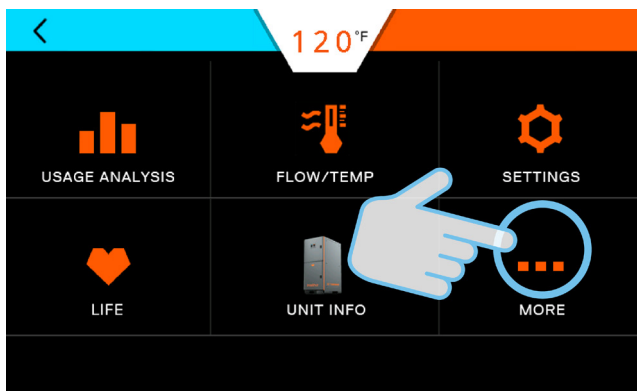 120°F
USAGE ANALYSIS
FLOW/TEMP
SETTINGS
LIFE
UNIT INFO
MORE